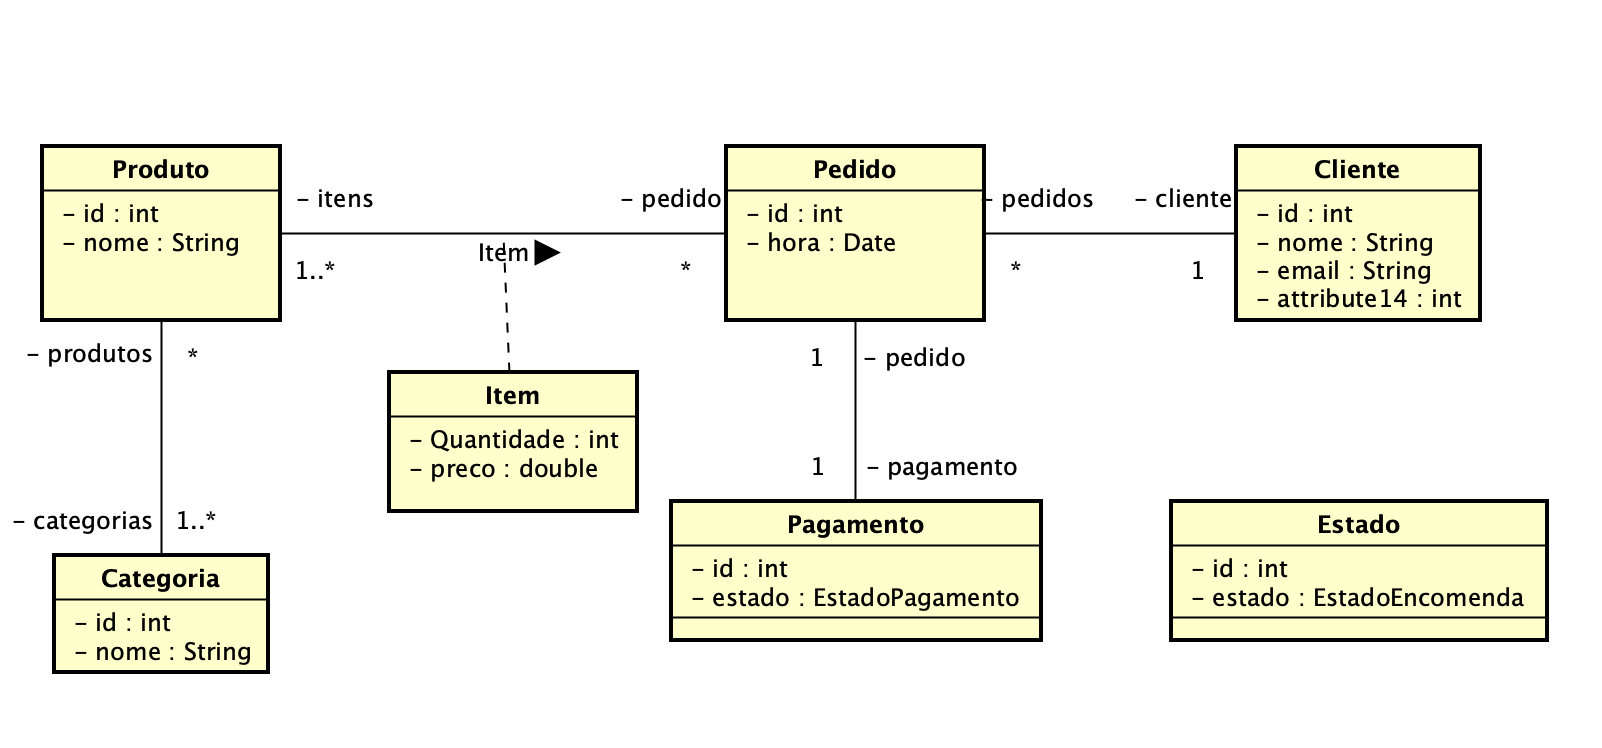 Produto
- id : int
- nome : String
- itens
1..*
Item
- pedido
*
Pedido
- id : int
- hora : Date
- pedidos
*
- cliente
1
Cliente
- id : int
- nome : String
- email : String
- attribute14 : int
- produtos
*
- categorias
1..*
Categoria
- id : int
- nome : String
Item
- Quantidade : int
- preco : double
1
- pedido
1
- pagamento
Pagamento
- id : int
- estado : EstadoPagamento
Estado
- id : int
- estado : EstadoEncomenda